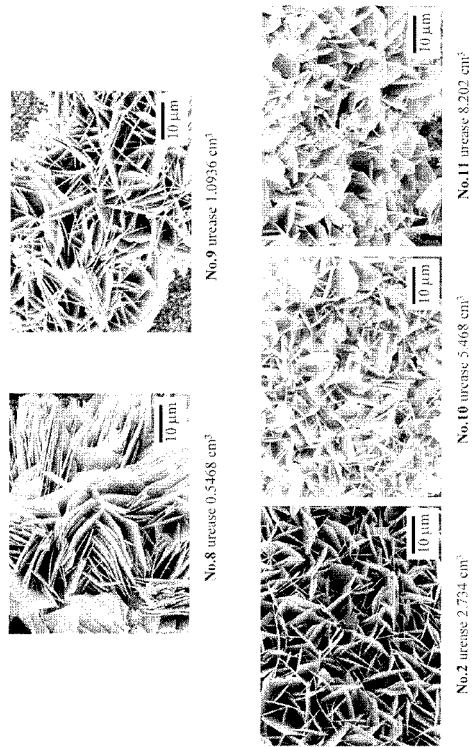 10 µm
10 µm
No.8 urease 0.5468 cm³
No.9 urease 1.0936 cm³
10 µm
10 µm
10 µm
No.2 urease 2.734 cm³
No.10 urease 5.468 cm³
No.11 urease 8.202 cm³